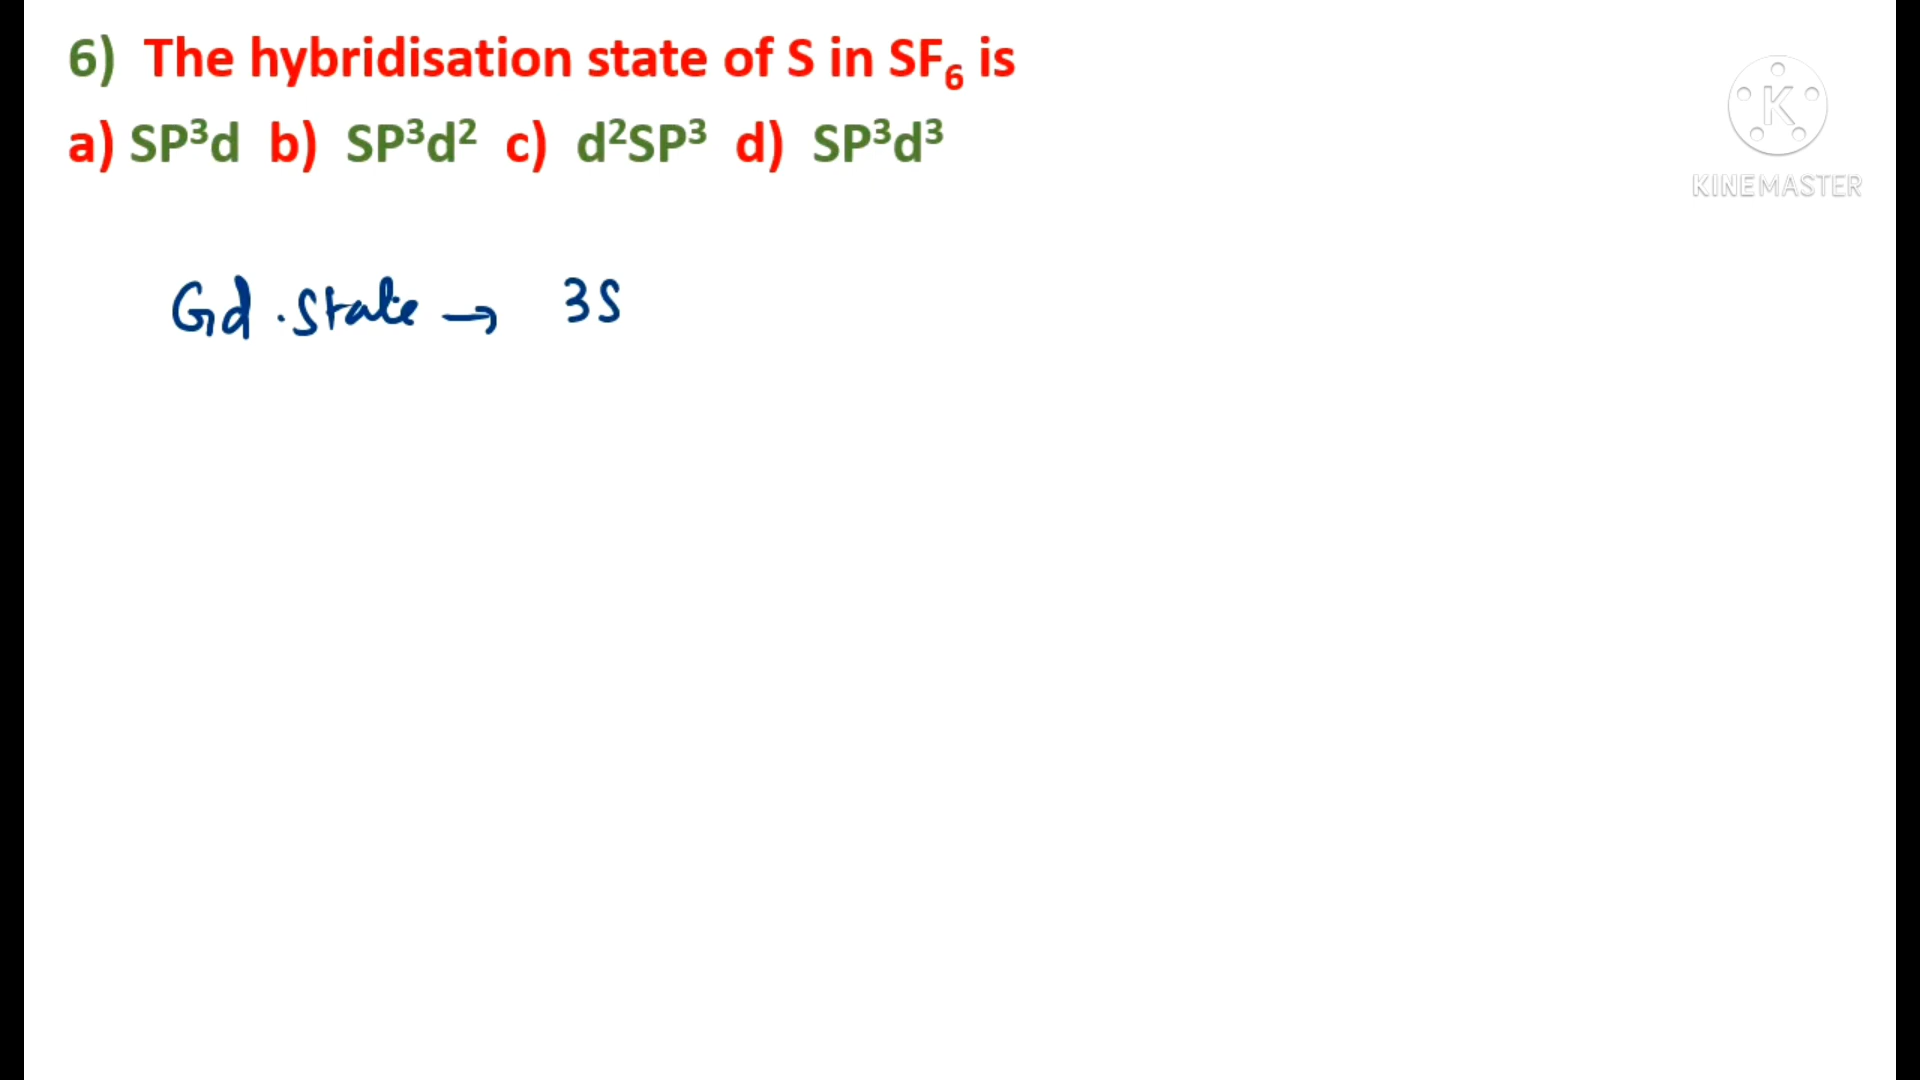 6) The hybridisation state of S in SF₆ is
a) SP³d b) SP³d² c) d²SP³ d) SP³d³
K
KINEMASTER
Gd. State → 3S